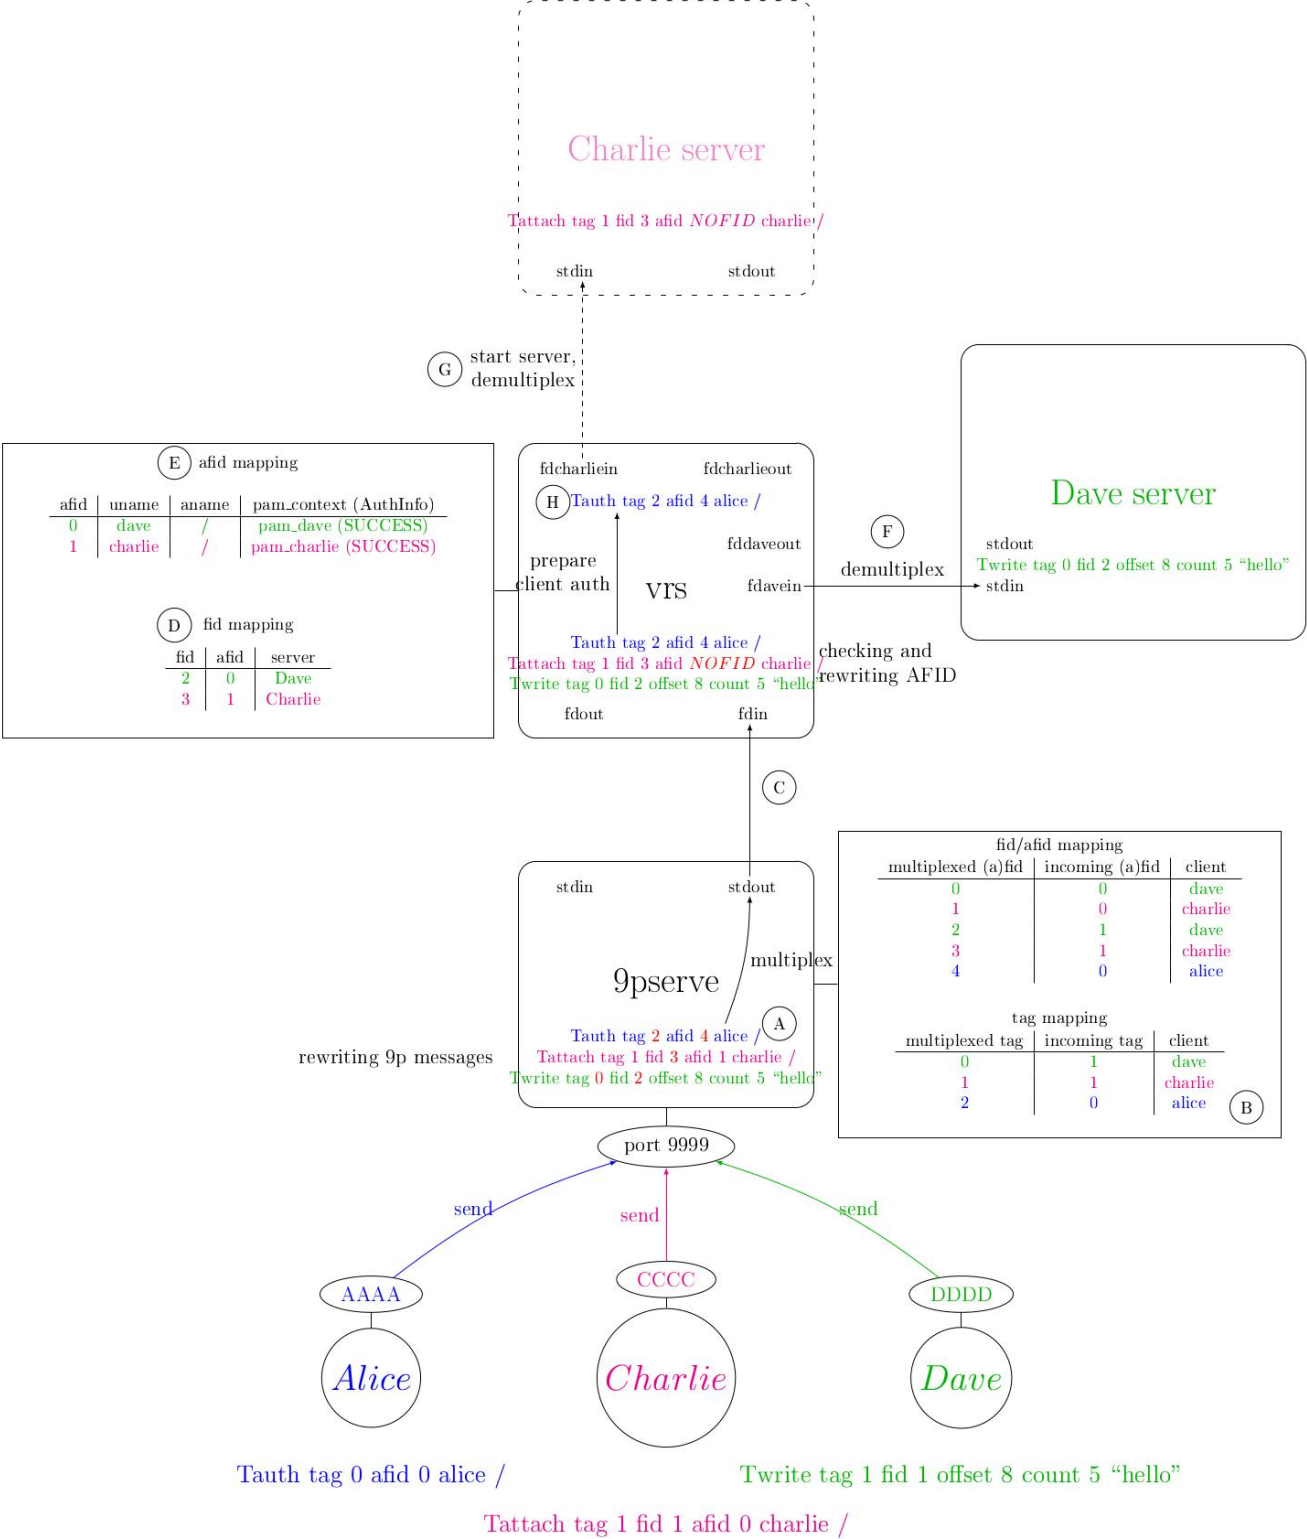 Charlie server
Tattach tag 1 fid 3 afid NOFID charlie /
stdin stdout
G start server,
demultiplex
E afid mapping
afid uname aname pam_context (AuthInfo)
0 dave / pam_dave (SUCCESS)
1 charlie / pam_charlie (SUCCESS)
D fid mapping
fid afid server
2 0 Dave
3 1 Charlie
fdcharliein fdcharlieout
H Tauth tag 2 afid 4 alice /
fddaveout
prepare
client auth
vrs
fdavein
Tauth tag 2 afid 4 alice /
Tattach tag 1 fid 3 afid NOFID charlie /
Twrite tag 0 fid 2 offset 8 count 5 “hello”
fdout fdin
checking and
rewriting AFID
F
demultiplex
Dave server
stdout
Twrite tag 0 fid 2 offset 8 count 5 “hello”
stdin
C
stdin stdout
multiplex
9pserve
A
Tauth tag 2 afid 4 alice /
Tattach tag 1 fid 3 afid 1 charlie /
Twrite tag 0 fid 2 offset 8 count 5 “hello”
rewriting 9p messages
fid/afid mapping
multiplexed (a)fid incoming (a)fid client
0 0 dave
1 0 charlie
2 1 dave
3 1 charlie
4 0 alice
tag mapping
multiplexed tag incoming tag client
0 1 dave
1 1 charlie
2 0 alice
B
port 9999
send send send
AAAA CCCC DDDD
Alice Charlie Dave
Tauth tag 0 afid 0 alice /
Twrite tag 1 fid 1 offset 8 count 5 “hello”
Tattach tag 1 fid 1 afid 0 charlie /